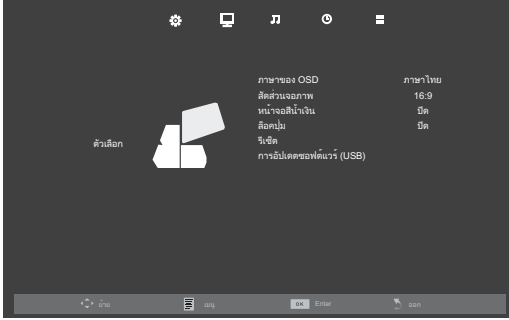 ภาษาของ OSD ภาษาไทย
สัดส่วนจอภาพ 16:9
หน้าจอสีน้ำเงิน ปิด
ล็อคปุ่ม ปิด
รีเซ็ต
การอัปเดตซอฟต์แวร์ (USB)
ตัวเลือก
ย้าย เมนู OK Enter ออก